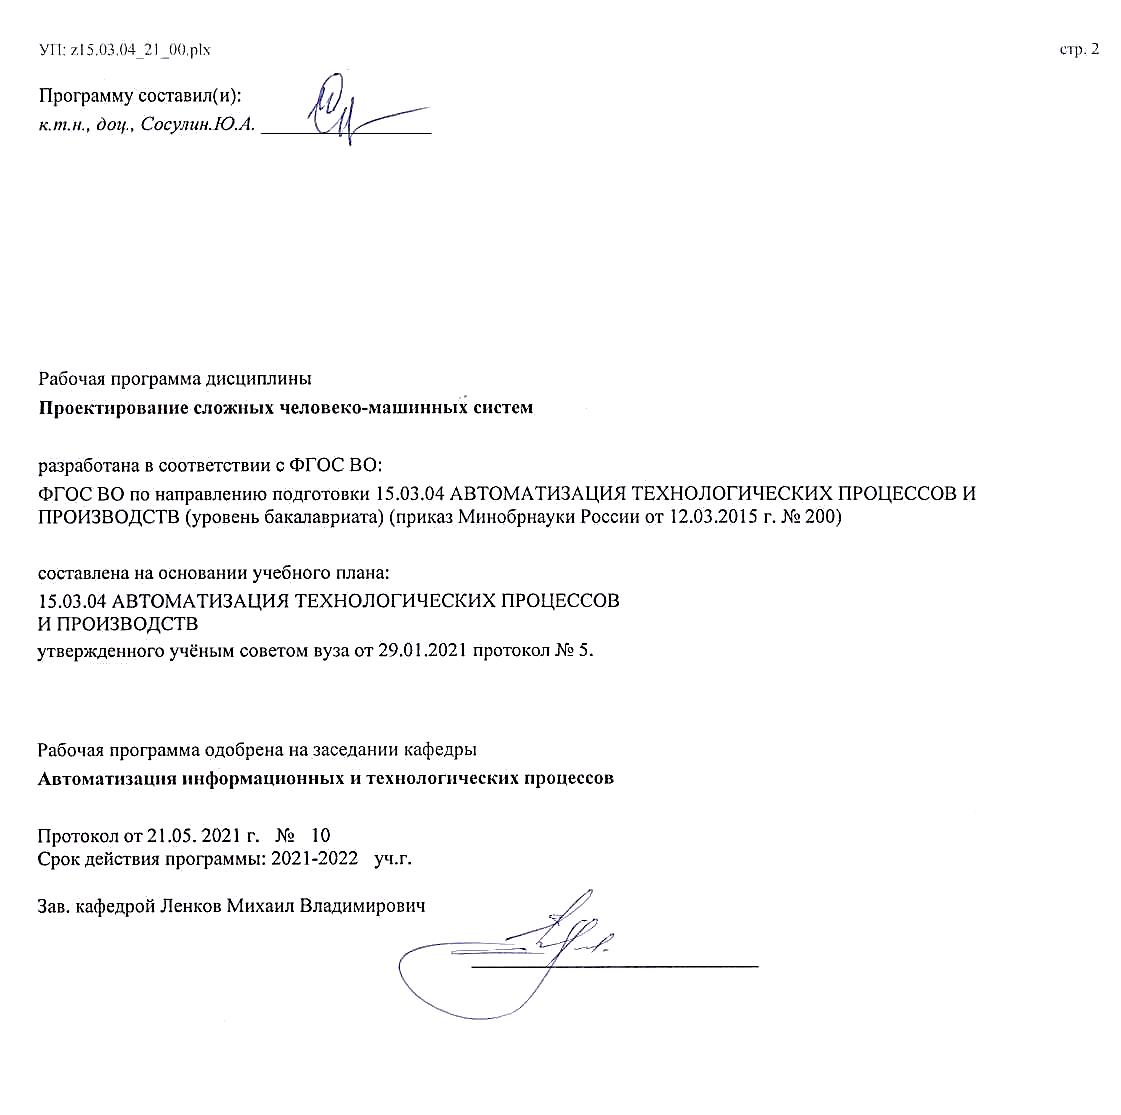 УП: z15.03.04_21_00.plx стр. 2
Программу составил(и):
к.т.н., доц., Сосулин.Ю.А.
Рабочая программа дисциплины
Проектирование сложных человеко-машинных систем
разработана в соответствии с ФГОС ВО:
ФГОС ВО по направлению подготовки 15.03.04 АВТОМАТИЗАЦИЯ ТЕХНОЛОГИЧЕСКИХ ПРОЦЕССОВ И
ПРОИЗВОДСТВ (уровень бакалавриата) (приказ Минобрнауки России от 12.03.2015 г. № 200)
составлена на основании учебного плана:
15.03.04 АВТОМАТИЗАЦИЯ ТЕХНОЛОГИЧЕСКИХ ПРОЦЕССОВ
И ПРОИЗВОДСТВ
утвержденного учёным советом вуза от 29.01.2021 протокол № 5.
Рабочая программа одобрена на заседании кафедры
Автоматизация информационных и технологических процессов
Протокол от 21.05. 2021 г. № 10
Срок действия программы: 2021-2022 уч.г.
Зав. кафедрой Ленков Михаил Владимирович